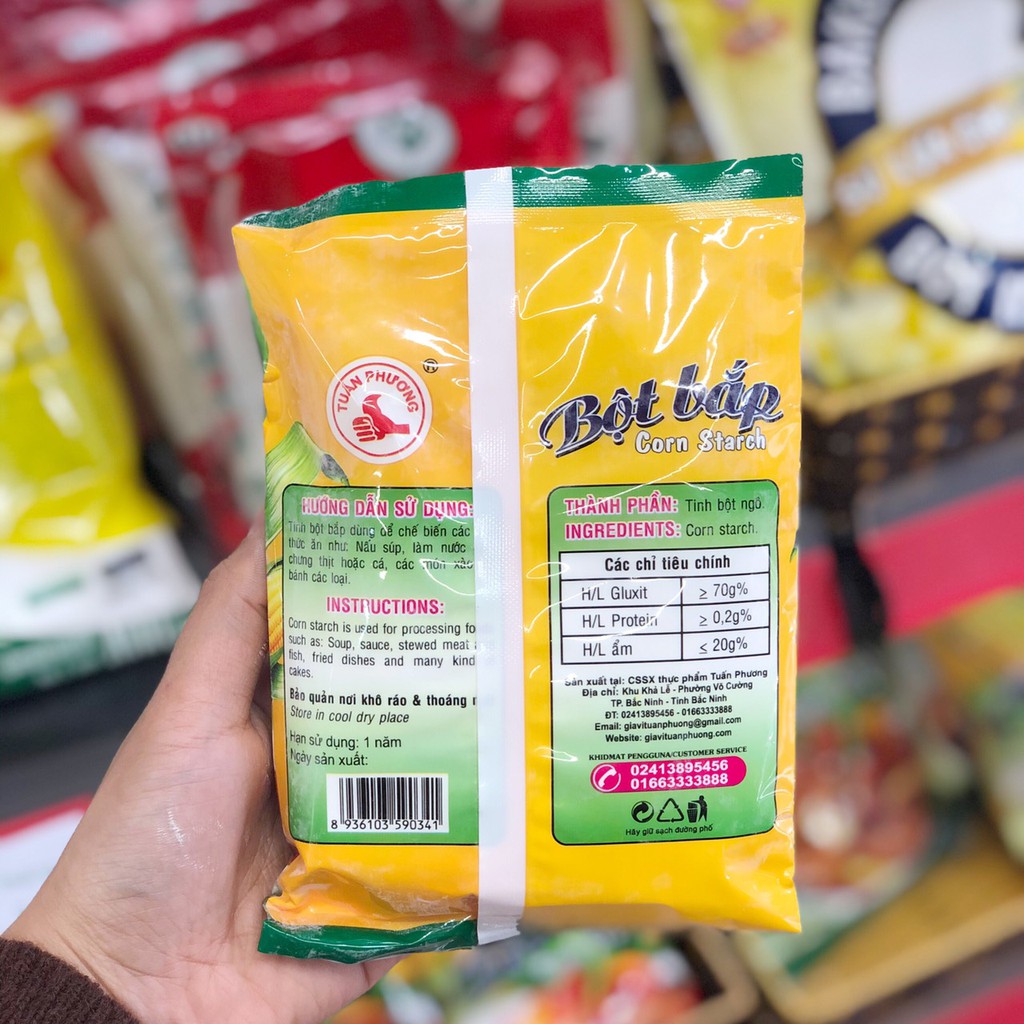 TUẤN PHƯƠNG
®
Bột bắp
Corn Starch
HƯỚNG DẪN SỬ DỤNG:
Tinh bột bắp dùng để chế biến các
thức ăn như: Nấu súp, làm nước
chưng thịt hoặc cá, các món xào
bánh các loại.
INSTRUCTIONS:
Corn starch is used for processing fo
such as: Soup, sauce, stewed meat
fish, fried dishes and many kind
cakes.
Bảo quản nơi khô ráo & thoáng
Store in cool dry place
Hạn sử dụng: 1 năm
Ngày sản xuất:
8 936103 590341
THÀNH PHẦN: Tinh bột ngô.
INGREDIENTS: Corn starch.
Các chỉ tiêu chính
H/L Gluxit ≥ 70g%
H/L Protein ≥ 0,2g%
H/L ẩm ≤ 20g%
Sản xuất tại: CSSX thực phẩm Tuấn Phương
Địa chỉ: Khu Khả Lễ - Phường Võ Cường
TP. Bắc Ninh - Tỉnh Bắc Ninh
ĐT: 02413895456 - 01663333888
Email: giavituanphuong@gmail.com
Website: giavituanphuong.com
KHIDMAT PENGGUNA/CUSTOMER SERVICE
02413895456
01663333888
Hãy giữ sạch đường phố